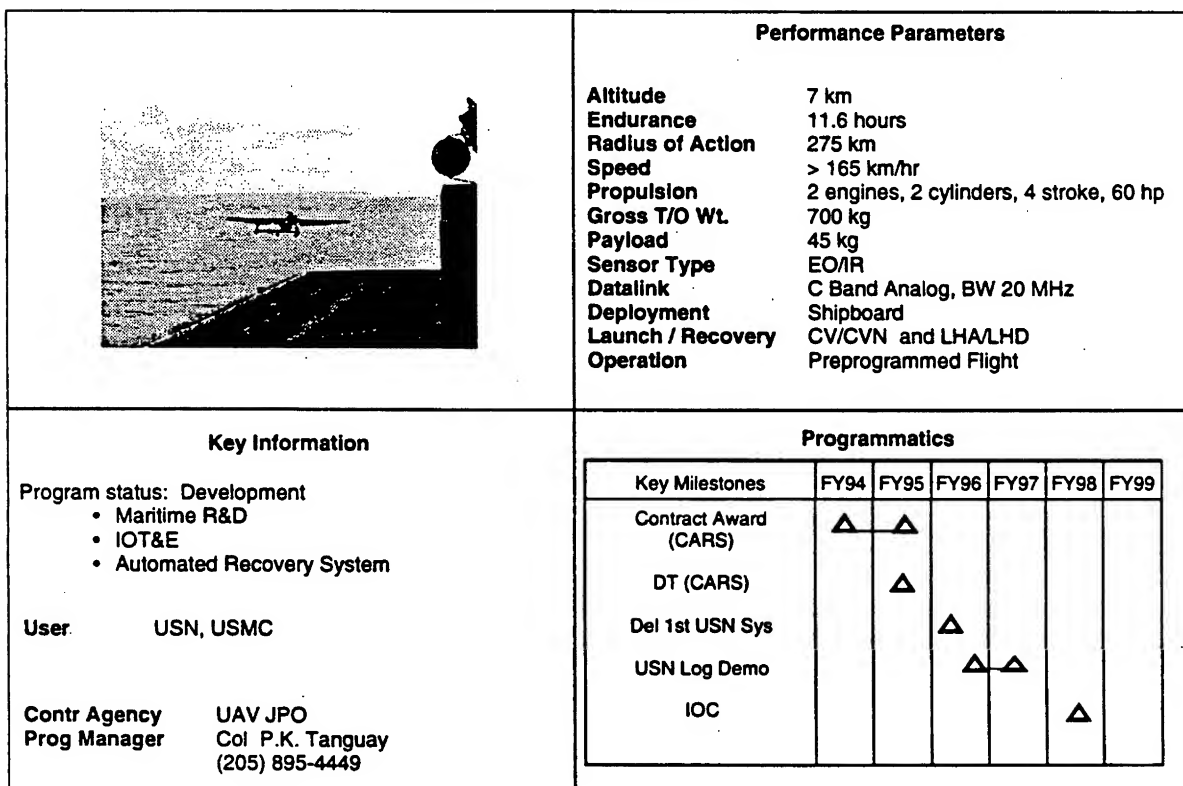 Performance Parameters
Altitude 7 km
Endurance 11.6 hours
Radius of Action 275 km
Speed > 165 km/hr
Propulsion 2 engines, 2 cylinders, 4 stroke, 60 hp
Gross T/O Wt. 700 kg
Payload 45 kg
Sensor Type EO/IR
Datalink C Band Analog, BW 20 MHz
Deployment Shipboard
Launch / Recovery CV/CVN and LHA/LHD
Operation Preprogrammed Flight
Key Information
Program status: Development
• Maritime R&D
• IOT&E
• Automated Recovery System
User USN, USMC
Contr Agency UAV JPO
Prog Manager Col P.K. Tanguay
(205) 895-4449
Programmatics
Key Milestones FY94 FY95 FY96 FY97 FY98 FY99
Contract Award
(CARS)
DT (CARS)
Del 1st USN Sys
USN Log Demo
IOC